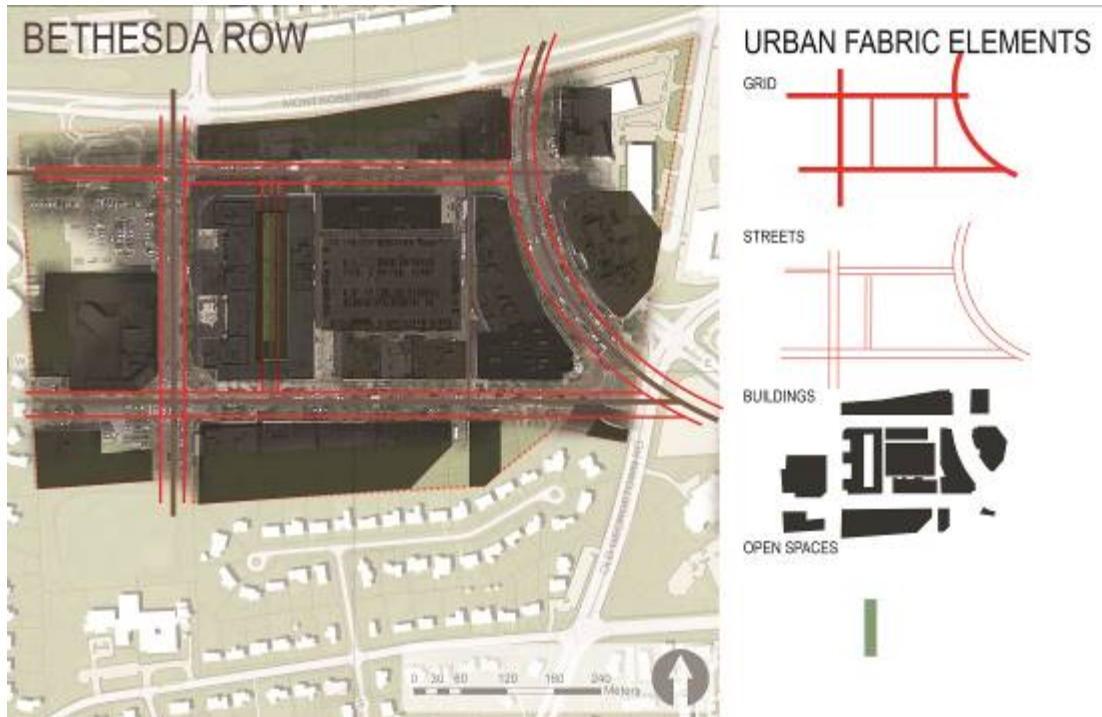 BETHESDA ROW
URBAN FABRIC ELEMENTS
GRID
STREETS
BUILDINGS
OPEN SPACES
0 30 60 120 180 240
Meters